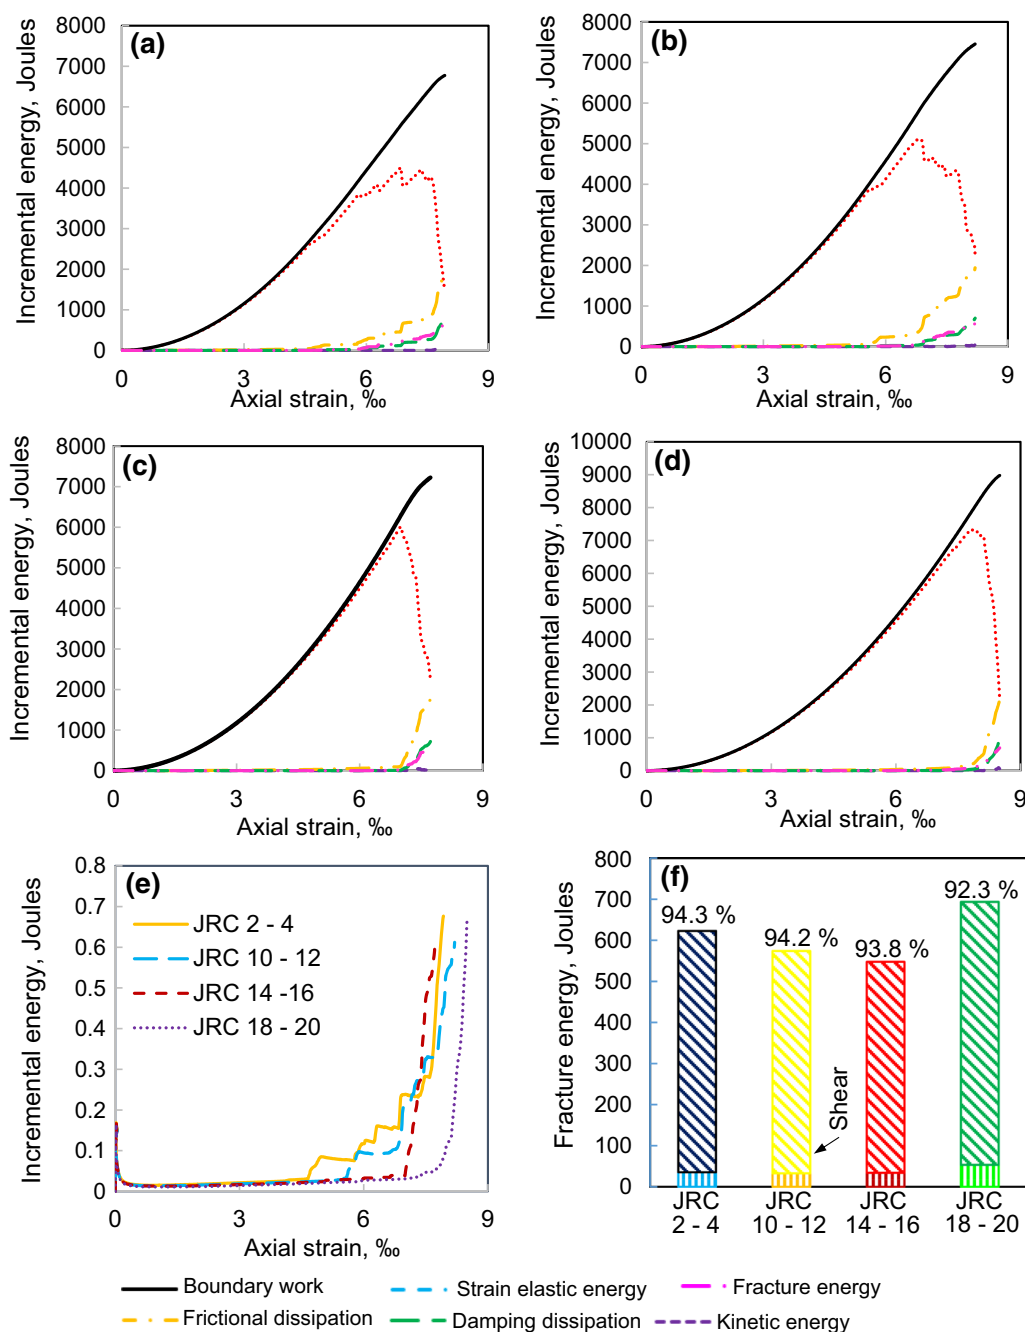 (a)
8000
7000
6000
5000
4000
3000
2000
1000
0
0 3 6 9
Incremental energy, Joules
Axial strain, ‰
(b)
8000
7000
6000
5000
4000
3000
2000
1000
0
0 3 6 9
Incremental energy, Joules
Axial strain, ‰
(c)
8000
7000
6000
5000
4000
3000
2000
1000
0
0 3 6 9
Incremental energy, Joules
Axial strain, ‰
(d)
10000
9000
8000
7000
6000
5000
4000
3000
2000
1000
0
0 3 6 9
Incremental energy, Joules
Axial strain, ‰
(e)
0.8
0.7
0.6
0.5
0.4
0.3
0.2
0.1
0
0 3 6 9
Incremental energy, Joules
Axial strain, ‰
JRC 2 - 4
JRC 10 - 12
JRC 14 -16
JRC 18 - 20
(f)
800
700
600
500
400
300
200
100
0
Fracture energy, Joules
94.3 %
94.2 %
93.8 %
92.3 %
Shear
JRC JRC JRC JRC
2 - 4 10 - 12 14 - 16 18 - 20
Boundary work Strain elastic energy Fracture energy
Frictional dissipation Damping dissipation Kinetic energy